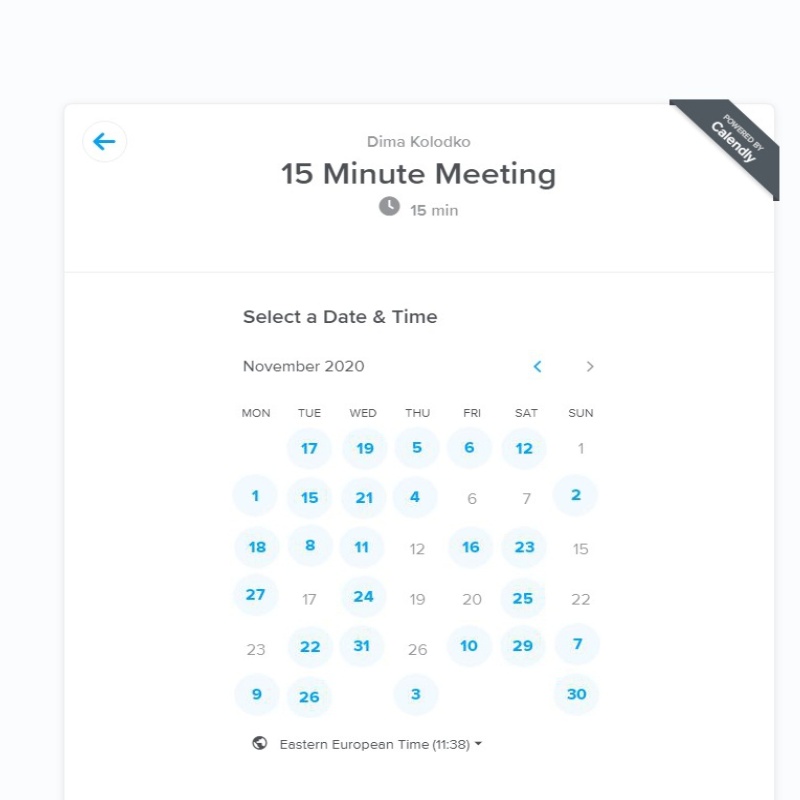 POWERED BY
Calendly
Dima Kolodko
15 Minute Meeting
15 min
Select a Date & Time
November 2020
MON TUE WED THU FRI SAT SUN
17 19 5 6 12 1
1 15 21 4 6 7 2
18 8 11 12 16 23 15
27 17 24 19 20 25 22
23 22 31 26 10 29 7
9 26 3 30
Eastern European Time (11:38)